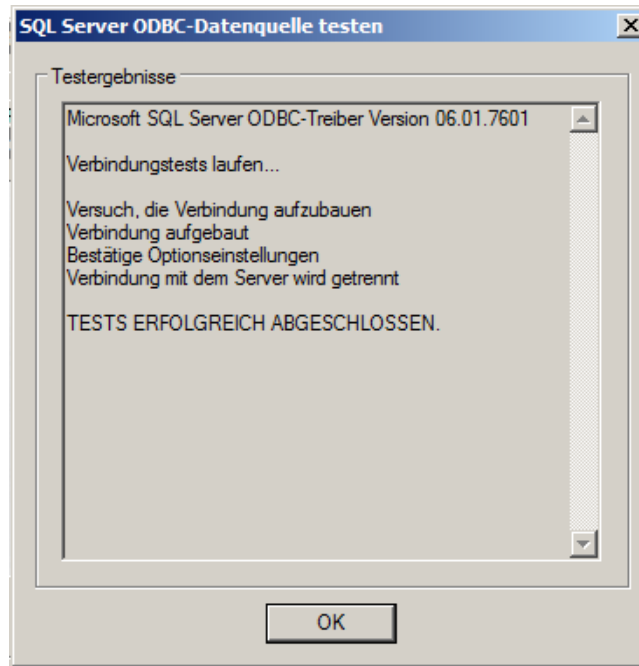 SQL Server ODBC-Datenquelle testen
Testergebnisse
Microsoft SQL Server ODBC-Treiber Version 06.01.7601
Verbindungstests laufen...
Versuch, die Verbindung aufzubauen
Verbindung aufgebaut
Bestätige Optionseinstellungen
Verbindung mit dem Server wird getrennt
TESTS ERFOLGREICH ABGESCHLOSSEN.
OK